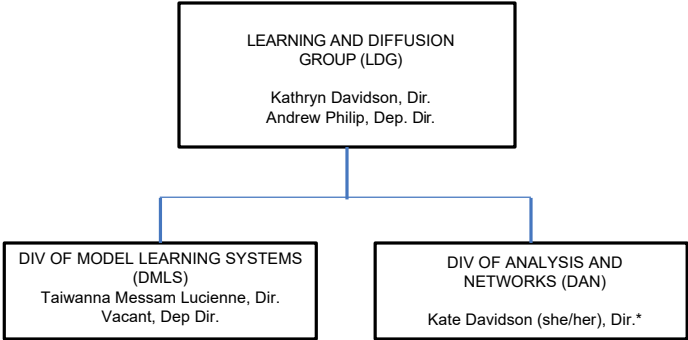 LEARNING AND DIFFUSION
GROUP (LDG)
Kathryn Davidson, Dir.
Andrew Philip, Dep. Dir.
DIV OF MODEL LEARNING SYSTEMS
(DMLS)
Taiwanna Messam Lucienne, Dir.
Vacant, Dep Dir.
DIV OF ANALYSIS AND
NETWORKS (DAN)
Kate Davidson (she/her), Dir.*